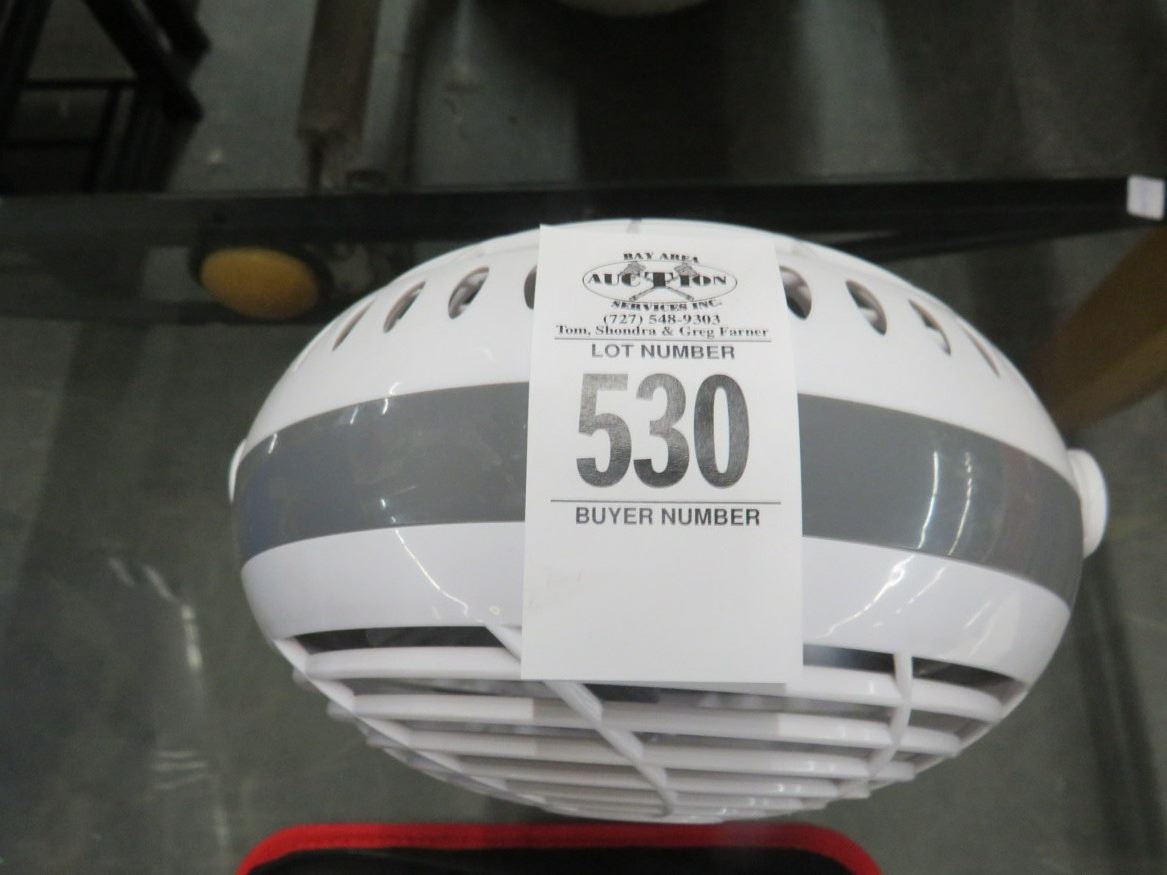 BAY AREA
AUCTION
SERVICES INC.
(727) 548-9303
Tom, Shondra & Greg Farner
LOT NUMBER
530
BUYER NUMBER